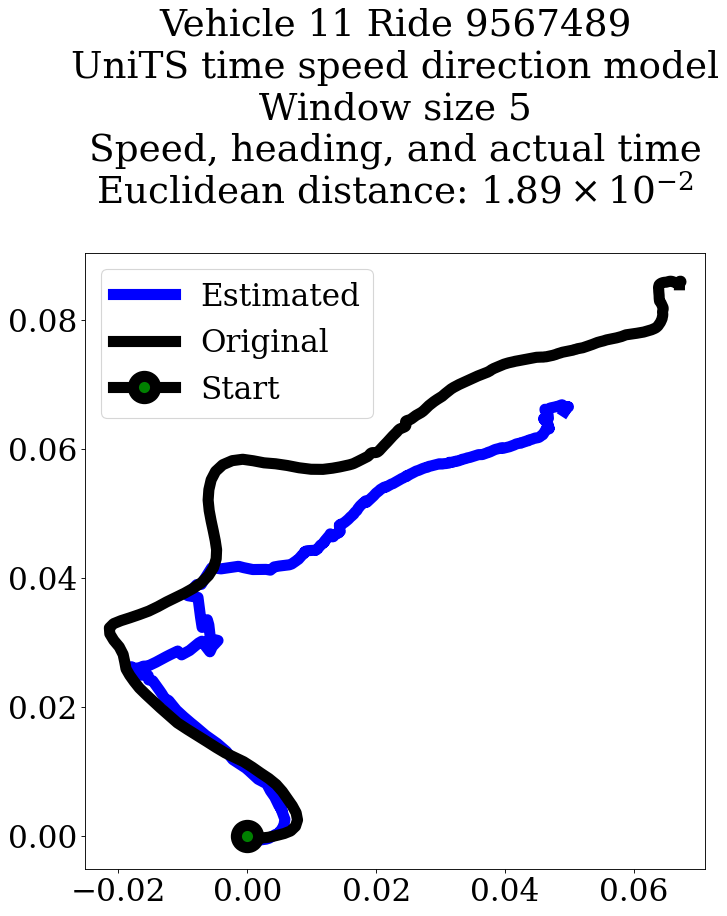 Vehicle 11 Ride 9567489
UniTS time speed direction model
Window size 5
Speed, heading, and actual time
Euclidean distance: 1.89 × 10⁻²
Estimated
Original
Start
0.08
0.06
0.04
0.02
0.00
−0.02 0.00 0.02 0.04 0.06